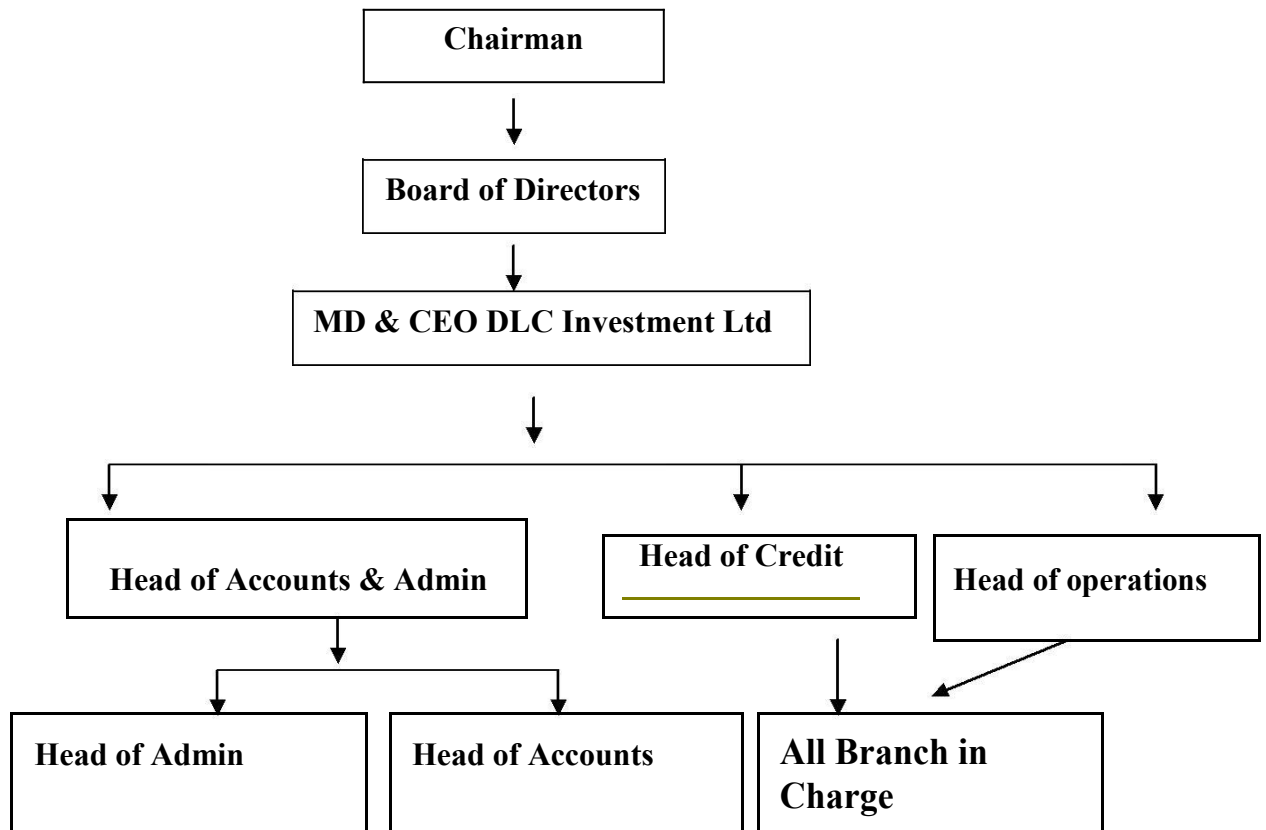 Chairman
Board of Directors
MD & CEO DLC Investment Ltd
Head of Accounts & Admin
Head of Credit
Head of operations
Head of Admin
Head of Accounts
All Branch in
Charge